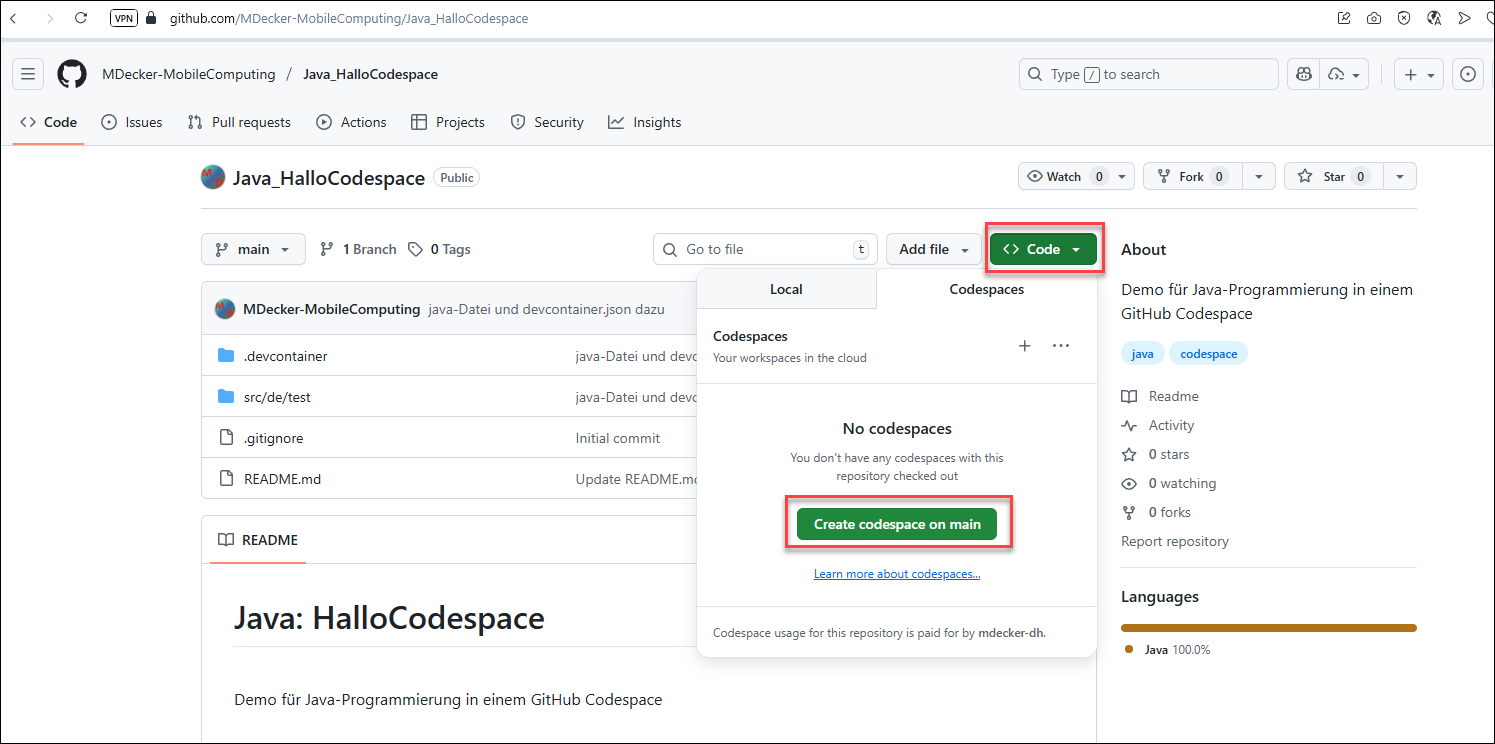 VPN github.com/MDecker-MobileComputing/Java_HalloCodespace
MDecker-MobileComputing / Java_HalloCodespace
Type / to search
Code Issues Pull requests Actions Projects Security Insights
Java_HalloCodespace Public
Watch 0 Fork 0 Star 0
main 1 Branch 0 Tags
Go to file t Add file Code
MDecker-MobileComputing java-Datei und devcontainer.json dazu
.devcontainer java-Datei und devc
src/de/test java-Datei und devc
.gitignore Initial commit
README.md Update README.m
README
Java: HalloCodespace
Demo für Java-Programmierung in einem GitHub Codespace
Local Codespaces
Codespaces
Your workspaces in the cloud
No codespaces
You don't have any codespaces with this
repository checked out
Create codespace on main
Learn more about codespaces...
Codespace usage for this repository is paid for by mdecker-dh.
About
Demo für Java-Programmierung in einem
GitHub Codespace
java codespace
Readme
Activity
0 stars
0 watching
0 forks
Report repository
Languages
Java 100.0%